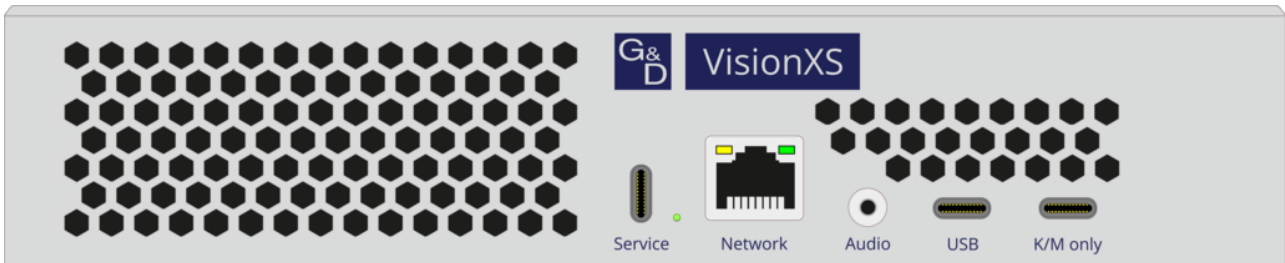 G&D
VisionXS
Service
Network
Audio
USB
K/M only